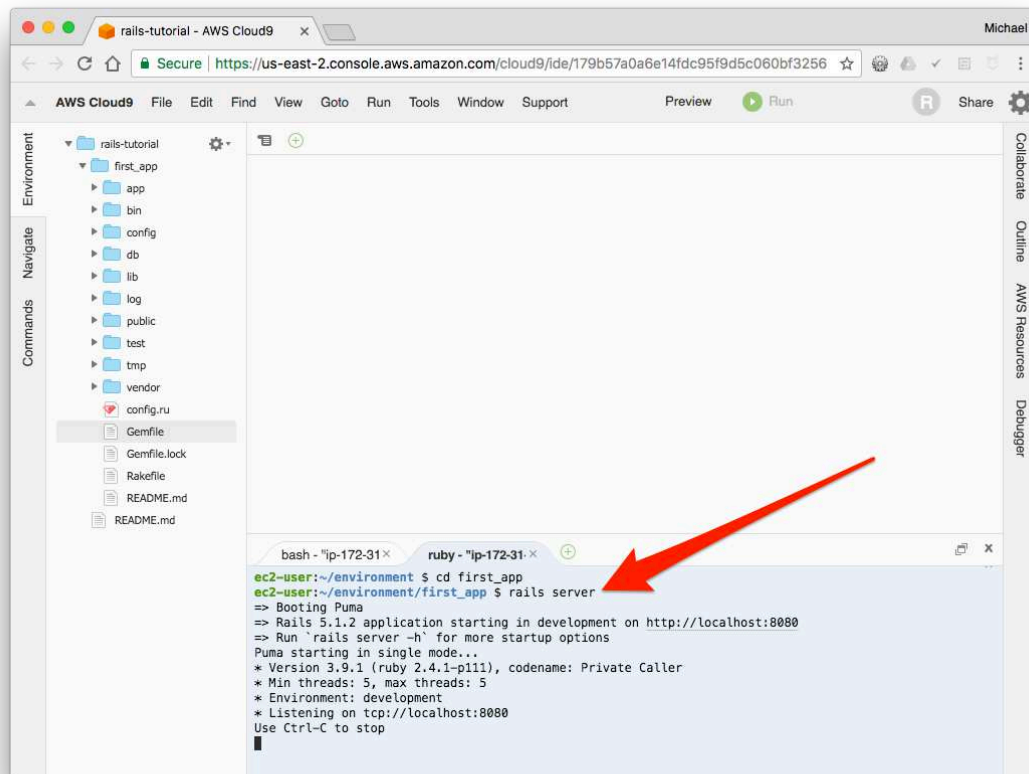 rails-tutorial - AWS Cloud9
Michael
Secure | https://us-east-2.console.aws.amazon.com/cloud9/ide/179b57a0a6e14fdc95f9d5c060bf3256
AWS Cloud9 File Edit Find View Goto Run Tools Window Support Preview Run R Share
Environment
Navigate
Commands
rails-tutorial
first_app
app
bin
config
db
lib
log
public
test
tmp
vendor
config.ru
Gemfile
Gemfile.lock
Rakefile
README.md
README.md
Collaborate
Outline
AWS Resources
Debugger
bash - "ip-172-31
ruby - "ip-172-31-
ec2-user:~/environment $ cd first_app
ec2-user:~/environment/first_app $ rails server
=> Booting Puma
=> Rails 5.1.2 application starting in development on http://localhost:8080
=> Run `rails server -h` for more startup options
Puma starting in single mode...
* Version 3.9.1 (ruby 2.4.1-p111), codename: Private Caller
* Min threads: 5, max threads: 5
* Environment: development
* Listening on tcp://localhost:8080
Use Ctrl-C to stop